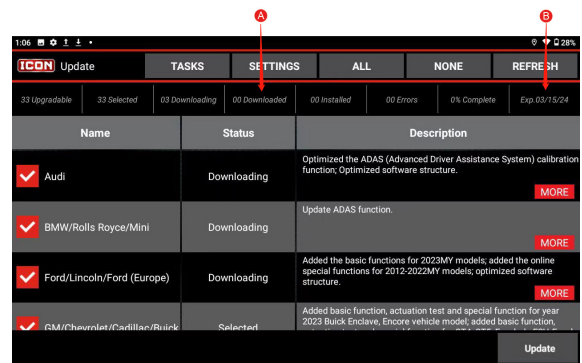 A
B
1:06
28%
ICON Update
TASKS
SETTINGS
ALL
NONE
REFRESH
33 Upgradable
33 Selected
03 Downloading
00 Downloaded
00 Installed
00 Errors
0% Complete
Exp.03/15/24
Name
Status
Description
Audi
Downloading
Optimized the ADAS (Advanced Driver Assistance System) calibration
function; Optimized software structure.
MORE
BMW/Rolls Royce/Mini
Downloading
Update ADAS function.
MORE
Ford/Lincoln/Ford (Europe)
Downloading
Added the basic functions for 2023MY models; added the online
special functions for 2012-2022MY models; optimized software
structure.
MORE
GM/Chevrolet/Cadillac/Buick
Selected
Added basic function, actuation test and special function for year
2023 Buick Enclave, Encore vehicle model; added basic function,
Update